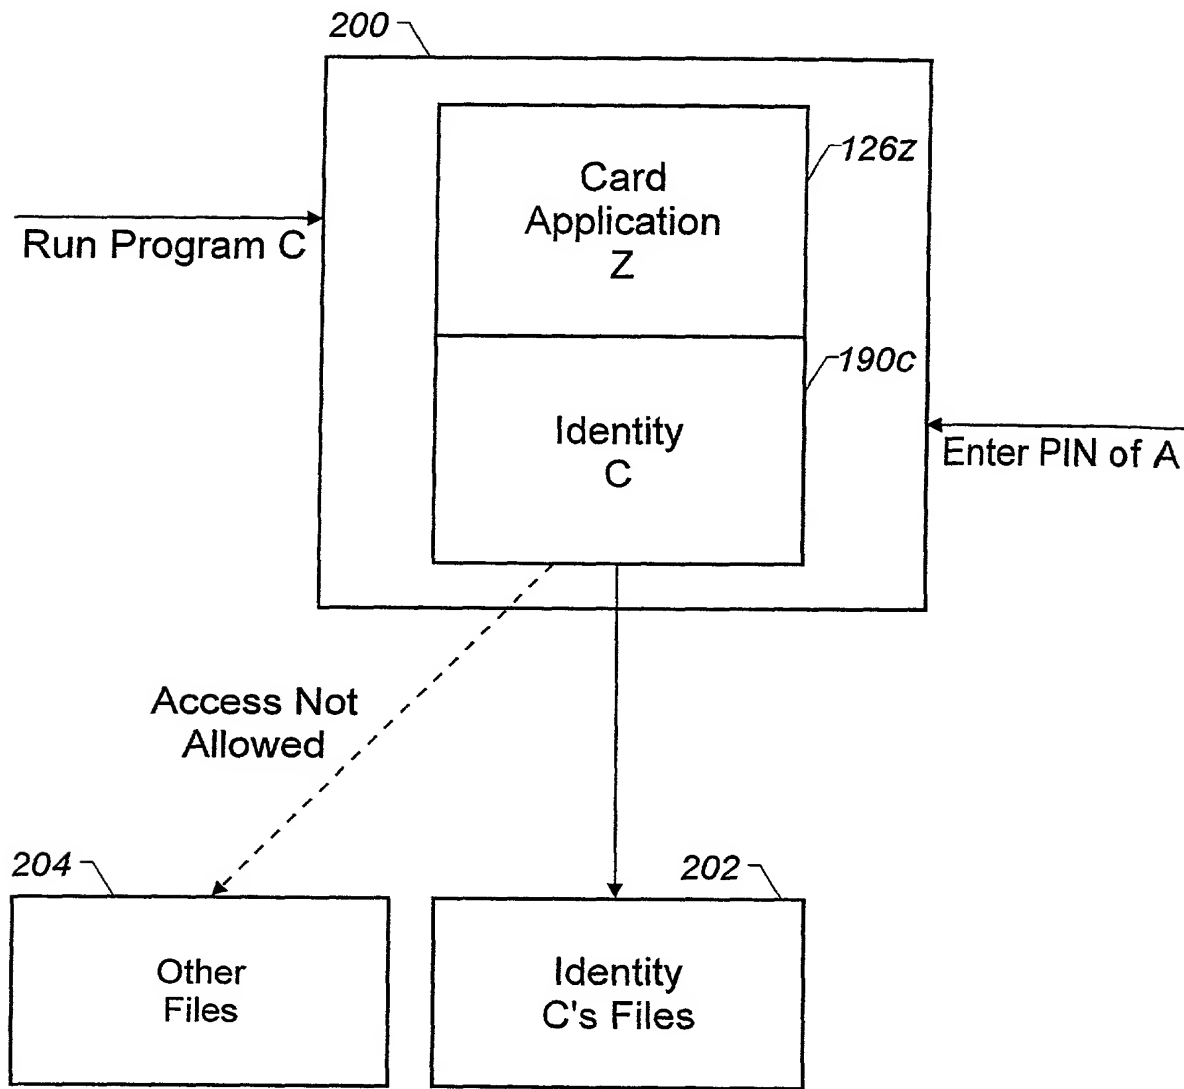 200
Card
Application
Z
126z
Run Program C
190c
Identity
C
Enter PIN of A
Access Not
Allowed
204
202
Other
Files
Identity
C's Files